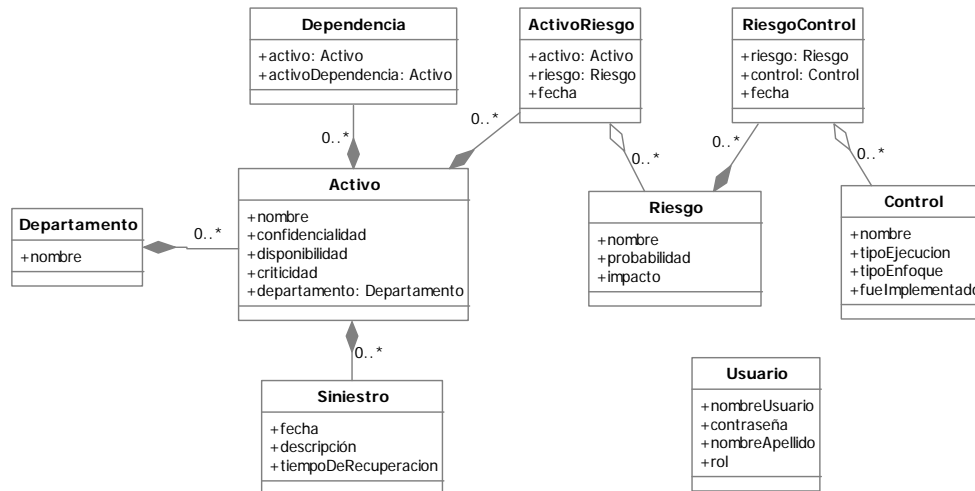 Dependencia
+activo: Activo
+activoDependencia: Activo
0..*
ActivoRiesgo
+activo: Activo
+riesgo: Riesgo
+fecha
0..*
0..*
RiesgoControl
+riesgo: Riesgo
+control: Control
+fecha
0..*
0..*
Departamento
+nombre
0..*
Activo
+nombre
+confidencialidad
+disponibilidad
+criticidad
+departamento: Departamento
0..*
Riesgo
+nombre
+probabilidad
+impacto
Control
+nombre
+tipoEjecucion
+tipoEnfoque
+fueImplementado
Siniestro
+fecha
+descripción
+tiempoDeRecuperacion
Usuario
+nombreUsuario
+contraseña
+nombreApellido
+rol